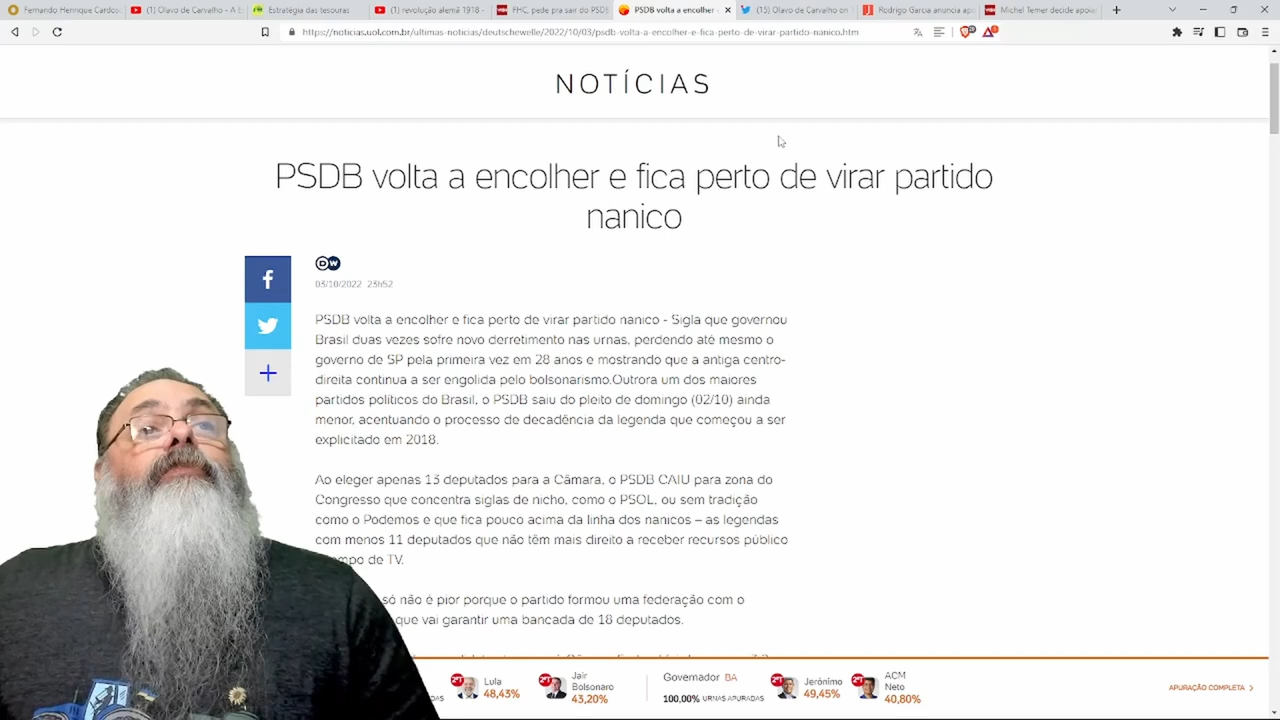 Fernando Henrique Cardos
(1) Olavo de Carvalho - A E
Estratégia das tesouras
(1) revolução alemã 1918 -
FHC, pede pra sair do PSDB
PSDB volta a encolher e
(15) Olavo de Carvalho on
Rodrigo Garcia anuncia apo
Michel Temer decide apoia
https://noticias.uol.com.br/ultimas-noticias/deutschewelle/2022/10/03/psdb-volta-a-encolher-e-fica-perto-de-virar-partido-nanico.htm
NOTÍCIAS
PSDB volta a encolher e fica perto de virar partido
nanico
DW
03/10/2022 23h52
PSDB volta a encolher e fica perto de virar partido nanico - Sigla que governou
Brasil duas vezes sofre novo derretimento nas urnas, perdendo até mesmo o
governo de SP pela primeira vez em 28 anos e mostrando que a antiga centro-
direita continua a ser engolida pelo bolsonarismo.Outrora um dos maiores
partidos políticos do Brasil, o PSDB saiu do pleito de domingo (02/10) ainda
menor, acentuando o processo de decadência da legenda que começou a ser
explicitado em 2018.
Ao eleger apenas 13 deputados para a Câmara, o PSDB CAIU para zona do
Congresso que concentra siglas de nicho, como o PSOL, ou sem tradição
como o Podemos e que fica pouco acima da linha dos nanicos – as legendas
com menos 11 deputados que não têm mais direito a receber recursos público
mpo de TV.
só não é pior porque o partido formou uma federação com o
que vai garantir uma bancada de 18 deputados.
DAS
2ºT
Lula
48,43%
2ºT
Jair
Bolsonaro
43,20%
Governador BA
100,00% URNAS APURADAS
2ºT
Jerônimo
49,45%
2ºT
ACM
Neto
40,80%
APURAÇÃO COMPLETA